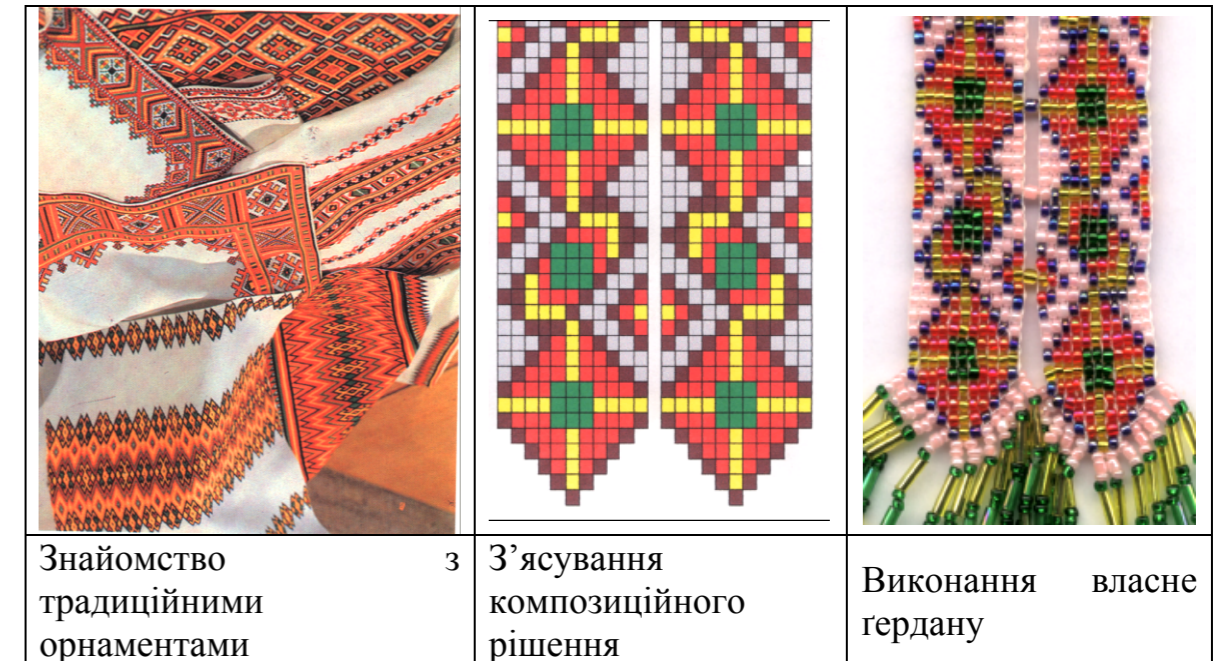 Знайомство з
традиційними
орнаментами
З’ясування
композиційного
рішення
Виконання власне
ґердану